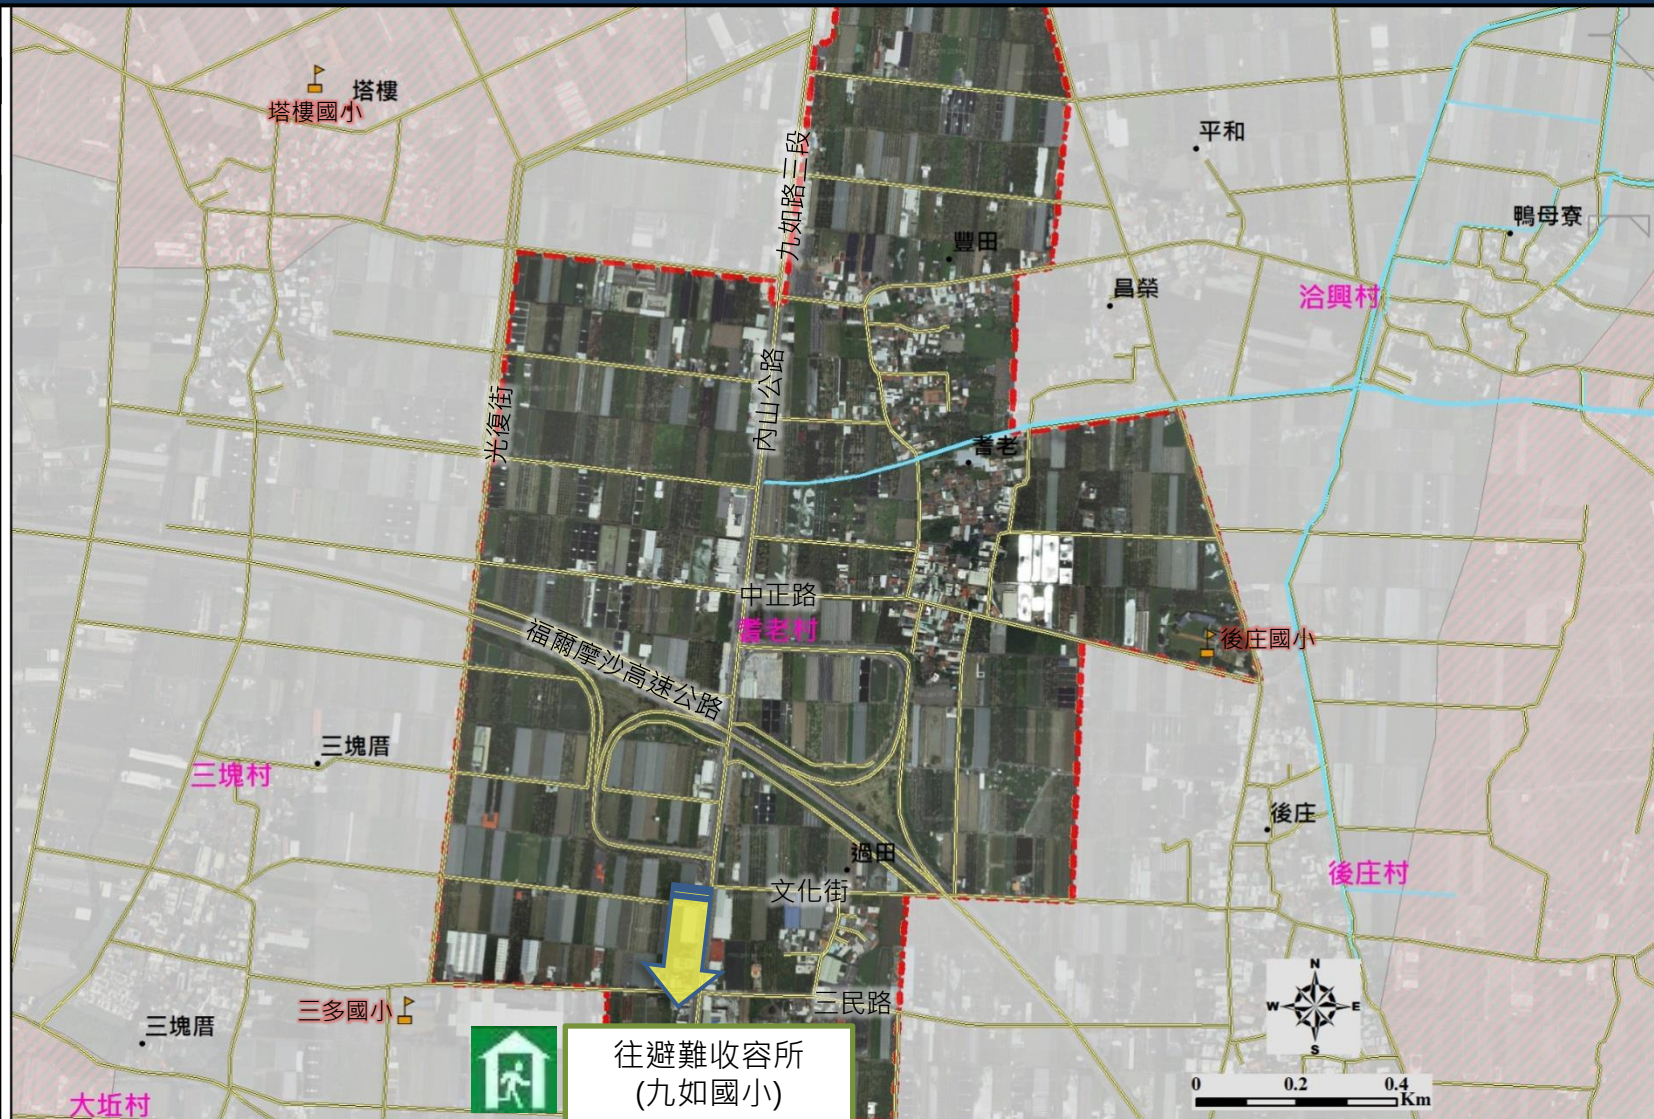 塔樓
塔樓國小
平和
鴨母寮
九如路三段
豐田
昌榮
洽興村
內山公路
光復街
耆老
中正路
耆老村
後庄國小
福爾摩沙高速公路
三塊厝
三塊村
後庄
過田
後庄村
文化街
三民路
三多國小
三塊厝
往避難收容所
(九如國小)
大坵村
N
W E
S
0 0.2 0.4
Km